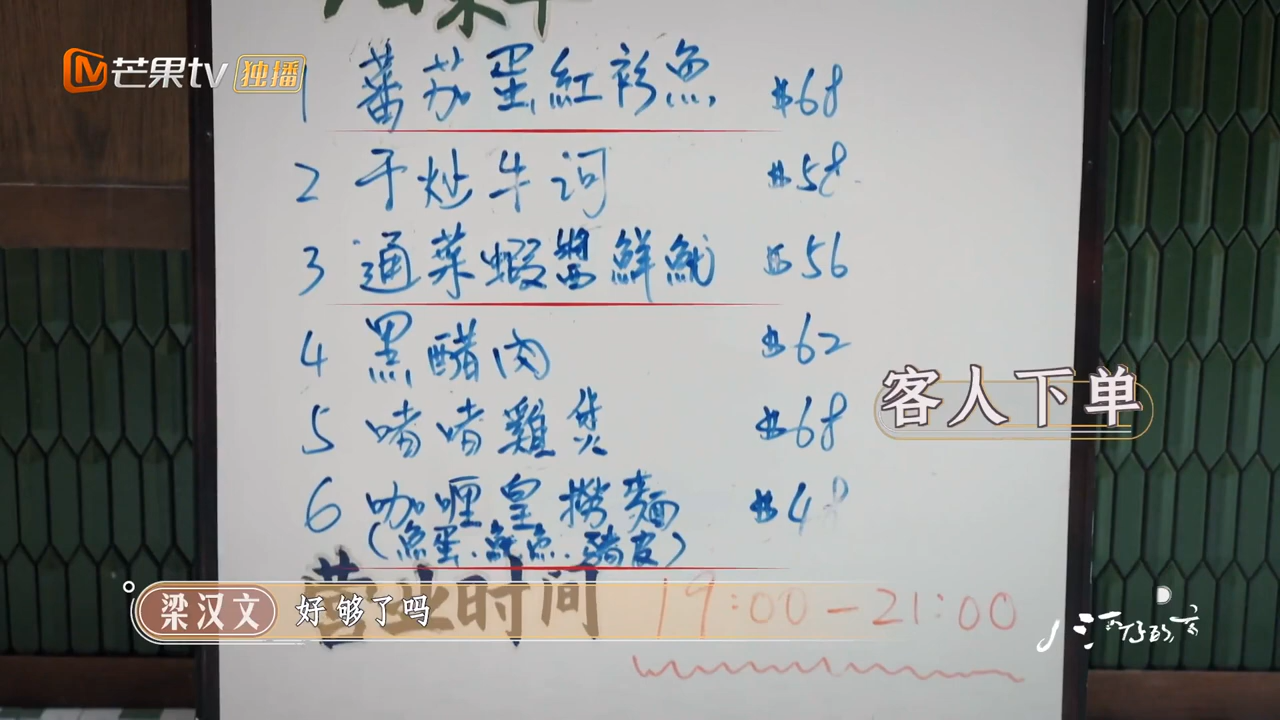 芒果tv 独播
1 蕃茄蛋紅衫魚 $68
2 干炒牛河 $58
3 通菜蝦醬鮮魷 $56
4 黑醋肉 $62
5 啫啫雞煲 $68
6 咖喱皇撈麵 $48
(魚蛋.魷魚.豬皮)
客人下单
营业时间 19:00-21:00
梁汉文 好够了吗